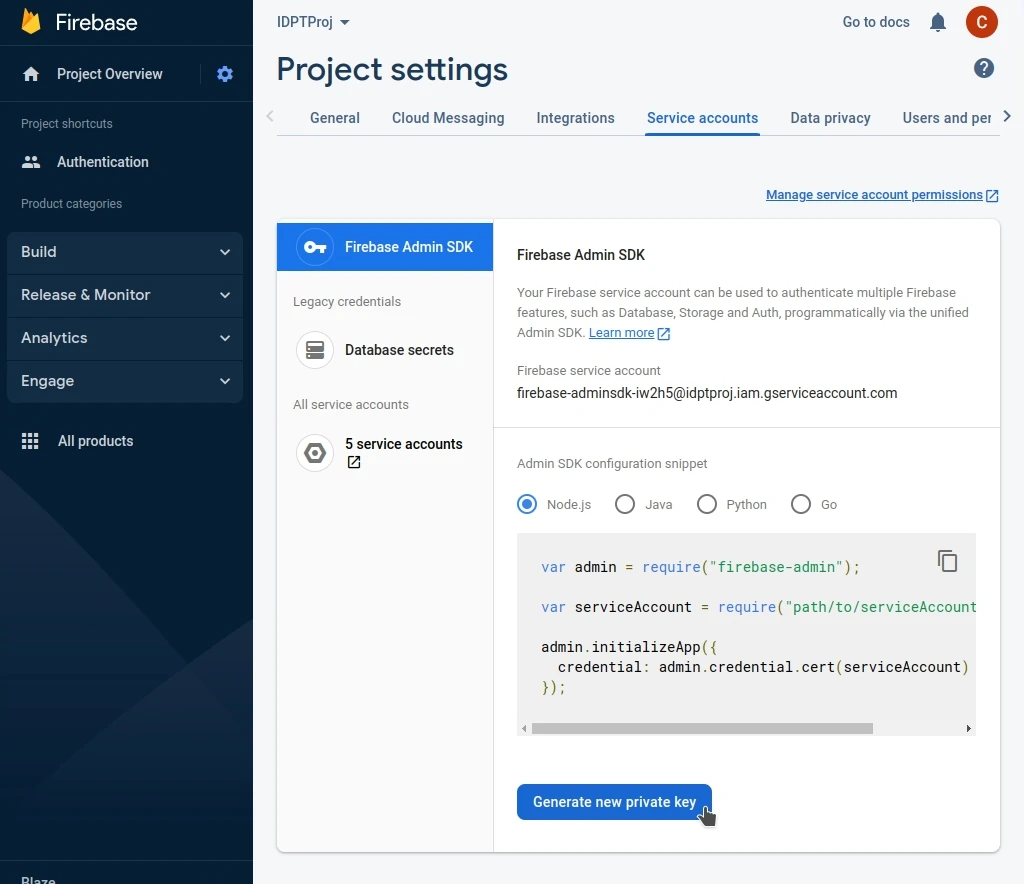 Firebase
Project Overview
Project shortcuts
Authentication
Product categories
Build
Release & Monitor
Analytics
Engage
All products
Blaze
IDPTProj
Go to docs
C
Project settings
?
General
Cloud Messaging
Integrations
Service accounts
Data privacy
Users and per
Manage service account permissions
Firebase Admin SDK
Legacy credentials
Database secrets
All service accounts
5 service accounts
Firebase Admin SDK
Your Firebase service account can be used to authenticate multiple Firebase
features, such as Database, Storage and Auth, programmatically via the unified
Admin SDK. Learn more
Firebase service account
firebase-adminsdk-iw2h5@idptproj.iam.gserviceaccount.com
Admin SDK configuration snippet
Node.js
Java
Python
Go
var admin = require("firebase-admin");
var serviceAccount = require("path/to/serviceAccount
admin.initializeApp({
credential: admin.credential.cert(serviceAccount)
});
Generate new private key